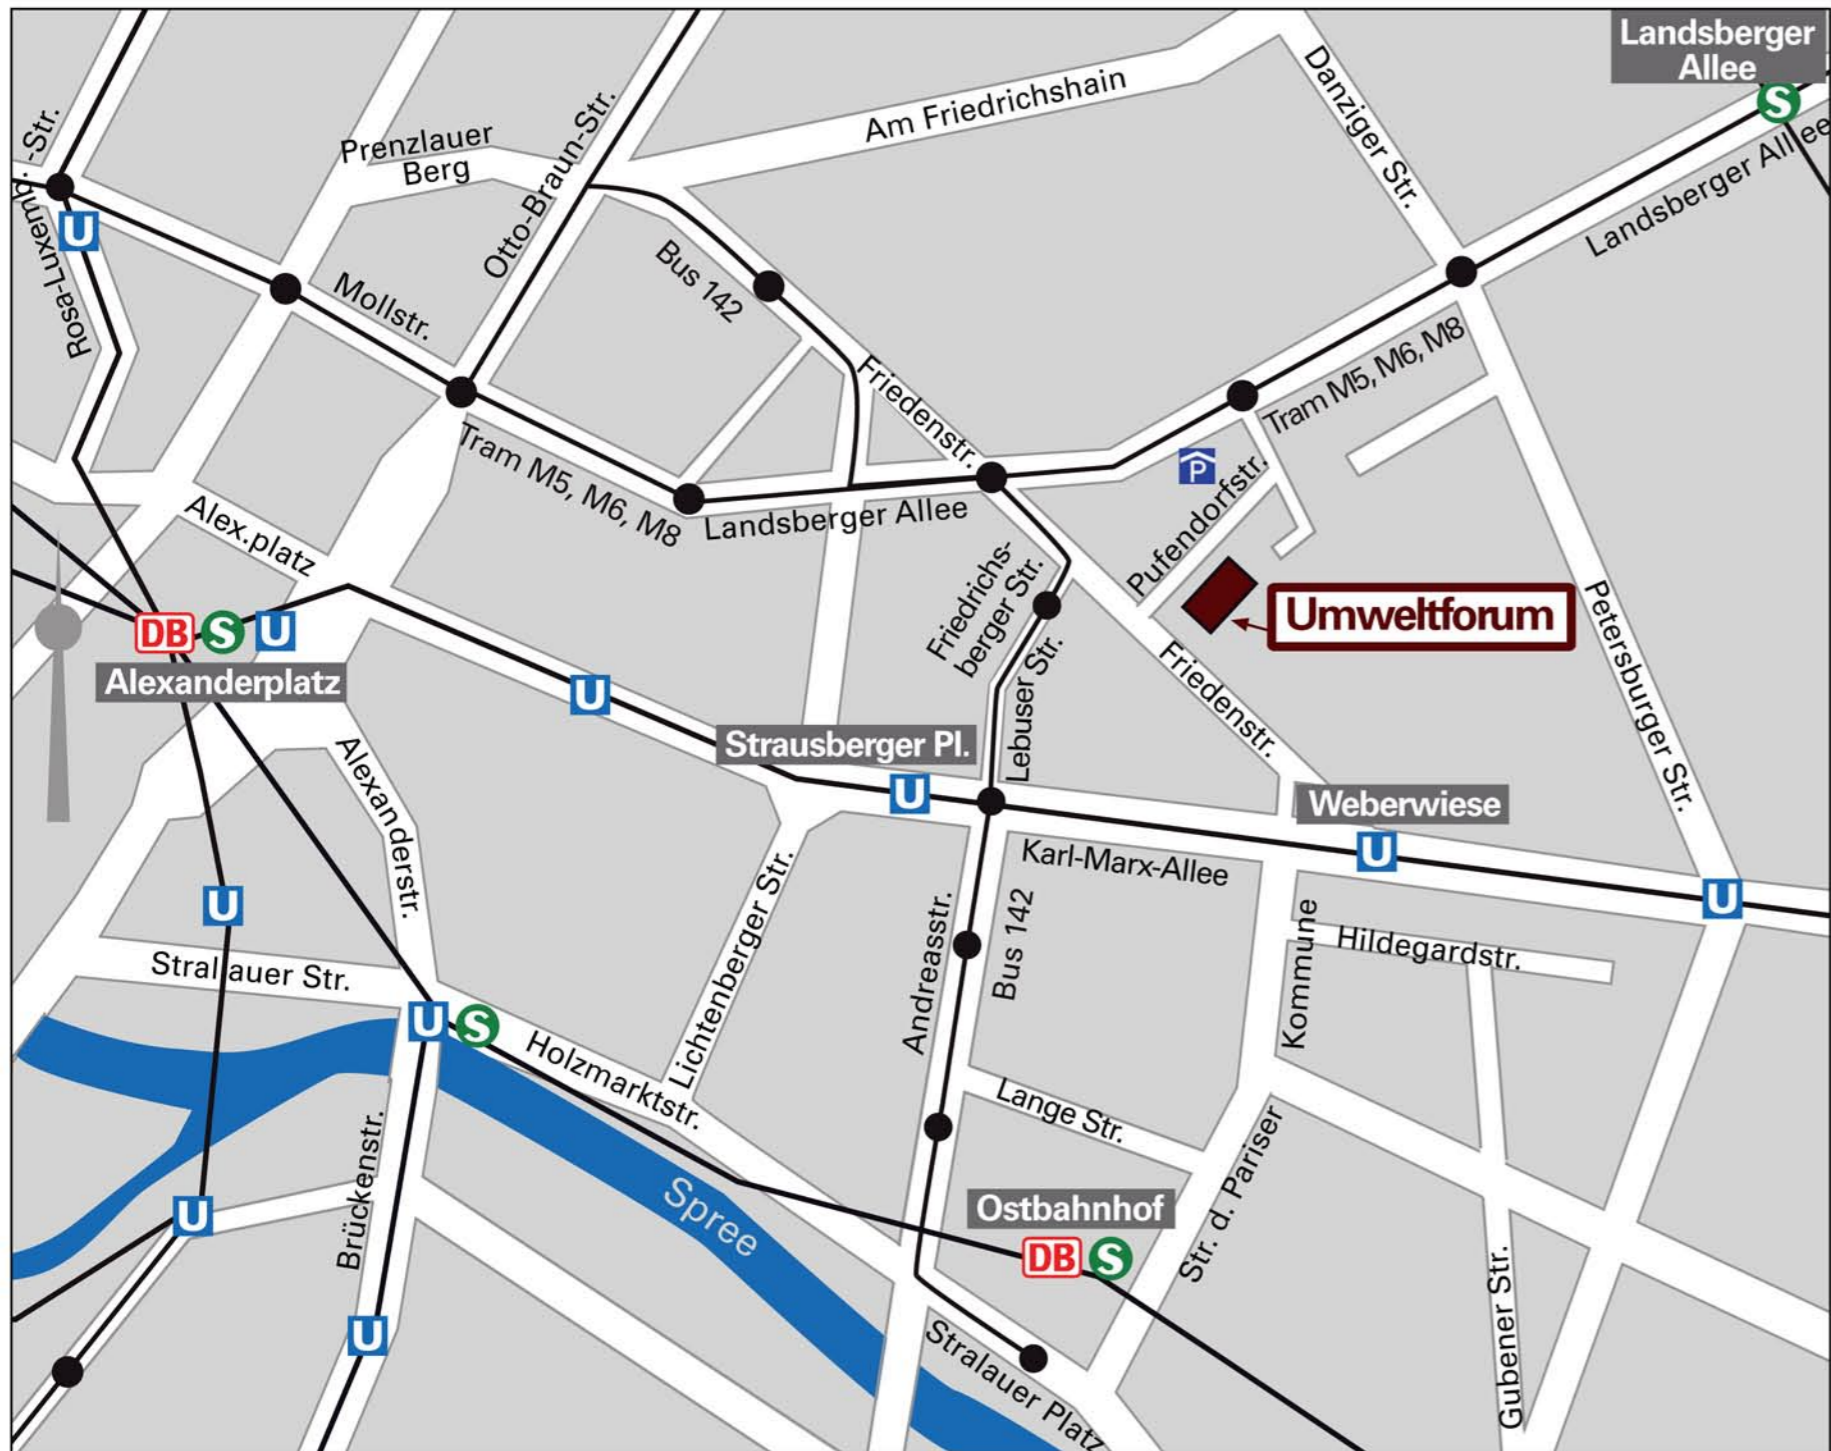 Landsberger
Allee
S
Landsberger Allee
Danziger Str.
Am Friedrichshain
Prenzlauer
Berg
Otto-Braun-Str.
-Str.
Rosa-Luxemb.
U
Mollstr.
Bus 142
Friedenstr.
Tram M5, M6, M8
Tram M5, M6, M8
Landsberger Allee
P
Pufendorfstr.
Alex.platz
Friedrichs-
berger Str.
Umweltforum
Petersburger Str.
DB S U
Alexanderplatz
U
Lebuser Str.
Friedenstr.
Strausberger Pl.
U
Weberwiese
U
Alexanderstr.
Karl-Marx-Allee
U
U
Lichtenberger Str.
Andreasstr.
Bus 142
Kommune
Hildegardstr.
Strallauer Str.
U S
Holzmarktstr.
Lange Str.
Brückenstr.
Spree
Str. d. Pariser
Ostbahnhof
DB S
U
Gubener Str.
U
Stralauer Platz